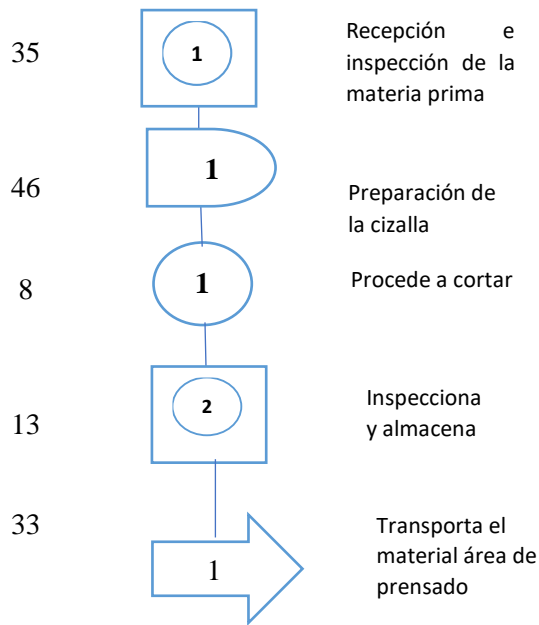 35
1
Recepción e
inspección de la
materia prima
46
1
Preparación de
la cizalla
8
1
Procede a cortar
13
2
Inspecciona
y almacena
33
1
Transporta el
material área de
prensado